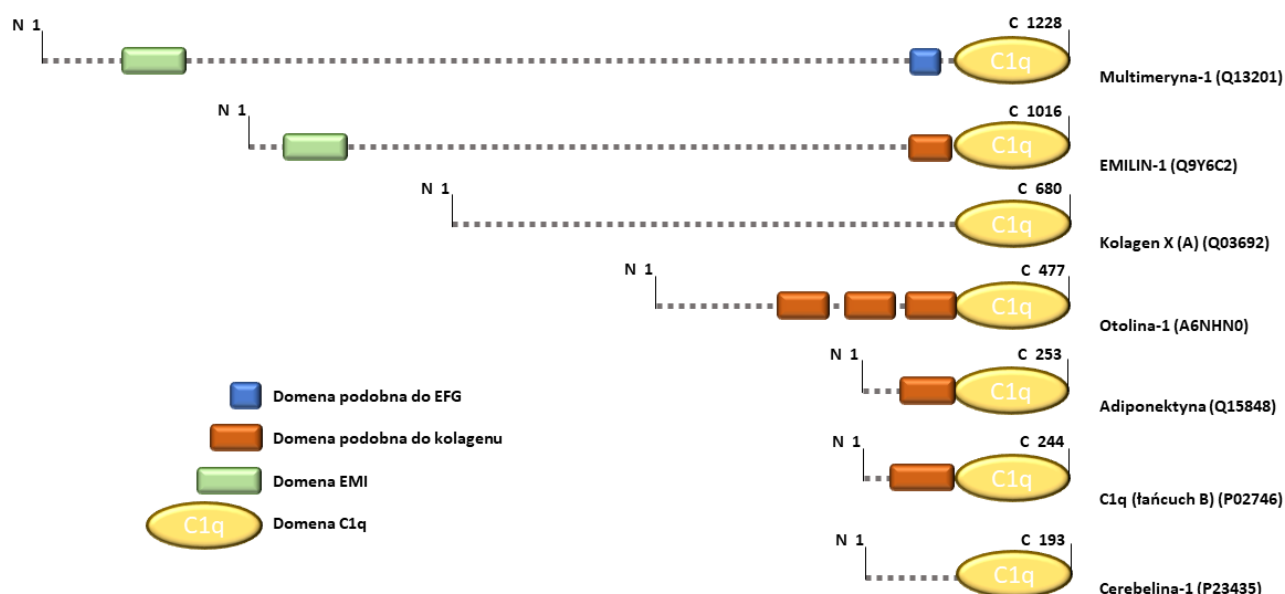 N 1
C 1228
C1q
Multimeryna-1 (Q13201)
N 1
C 1016
C1q
EMILIN-1 (Q9Y6C2)
N 1
C 680
C1q
Kolagen X (A) (Q03692)
N 1
C 477
C1q
Otolina-1 (A6NHN0)
N 1
C 253
C1q
Adiponektyna (Q15848)
N 1
C 244
C1q
C1q (łańcuch B) (P02746)
N 1
C 193
C1q
Cerebelina-1 (P23435)
Domena podobna do EFG
Domena podobna do kolagenu
Domena EMI
C1q
Domena C1q